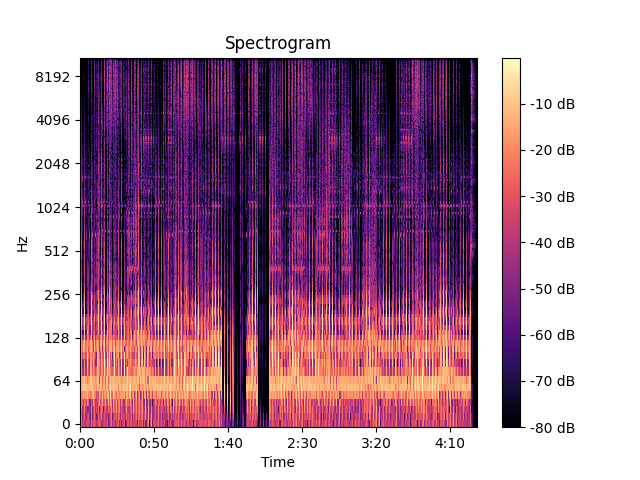 Spectrogram
8192
4096
2048
1024
512
256
128
64
0
Hz
0:00 0:50 1:40 2:30 3:20 4:10
Time
-10 dB
-20 dB
-30 dB
-40 dB
-50 dB
-60 dB
-70 dB
-80 dB